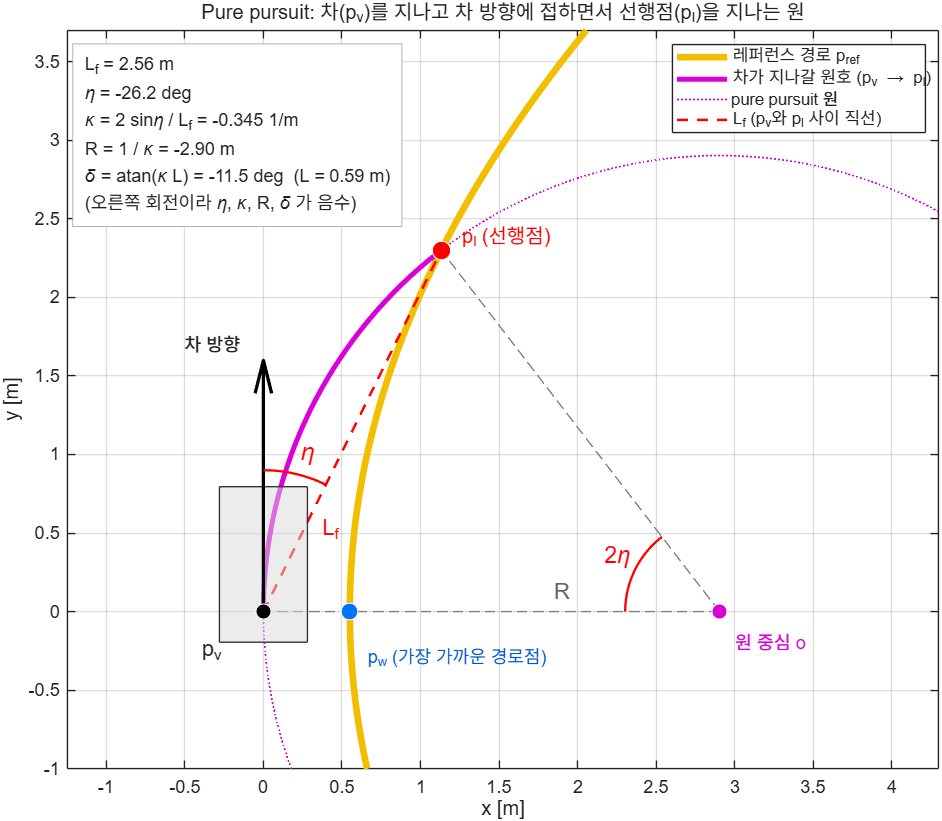 Pure pursuit: 차(pᵥ)를 지나고 차 방향에 접하면서 선행점(pₗ)을 지나는 원
L_f = 2.56 m
η = -26.2 deg
κ = 2 sinη / L_f = -0.345 1/m
R = 1 / κ = -2.90 m
δ = atan(κ L) = -11.5 deg (L = 0.59 m)
(오른쪽 회전이라 η, κ, R, δ 가 음수)
레퍼런스 경로 p_ref
차가 지나갈 원호 (pᵥ → pₗ)
pure pursuit 원
L_f (pᵥ와 pₗ 사이 직선)
pₗ (선행점)
차 방향
η
L_f
2η
R
pᵥ
p_w (가장 가까운 경로점)
원 중심 o
y [m]
3.5
3
2.5
2
1.5
1
0.5
0
-0.5
-1
-1
-0.5
0
0.5
1
1.5
2
2.5
3
3.5
4
x [m]